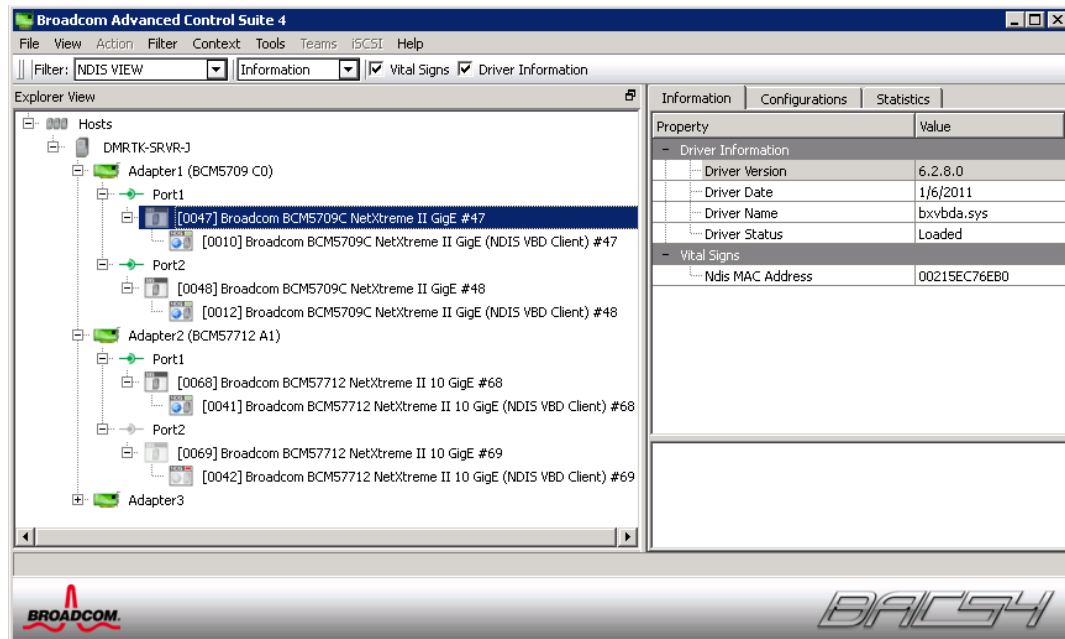 Broadcom Advanced Control Suite 4
File View Action Filter Context Tools Teams iSCSI Help
Filter: NDIS VIEW Information Vital Signs Driver Information
Explorer View
Hosts
DMRTK-SRVR-J
Adapter1 (BCM5709 C0)
Port1
[0047] Broadcom BCM5709C NetXtreme II GigE #47
[0010] Broadcom BCM5709C NetXtreme II GigE (NDIS VBD Client) #47
Port2
[0048] Broadcom BCM5709C NetXtreme II GigE #48
[0012] Broadcom BCM5709C NetXtreme II GigE (NDIS VBD Client) #48
Adapter2 (BCM57712 A1)
Port1
[0068] Broadcom BCM57712 NetXtreme II 10 GigE #68
[0041] Broadcom BCM57712 NetXtreme II 10 GigE (NDIS VBD Client) #68
Port2
[0069] Broadcom BCM57712 NetXtreme II 10 GigE #69
[0042] Broadcom BCM57712 NetXtreme II 10 GigE (NDIS VBD Client) #69
Adapter3
Information Configurations Statistics
Property Value
Driver Information
Driver Version 6.2.8.0
Driver Date 1/6/2011
Driver Name bxvbda.sys
Driver Status Loaded
Vital Signs
Ndis MAC Address 00215EC76EB0
BROADCOM.
BACS4